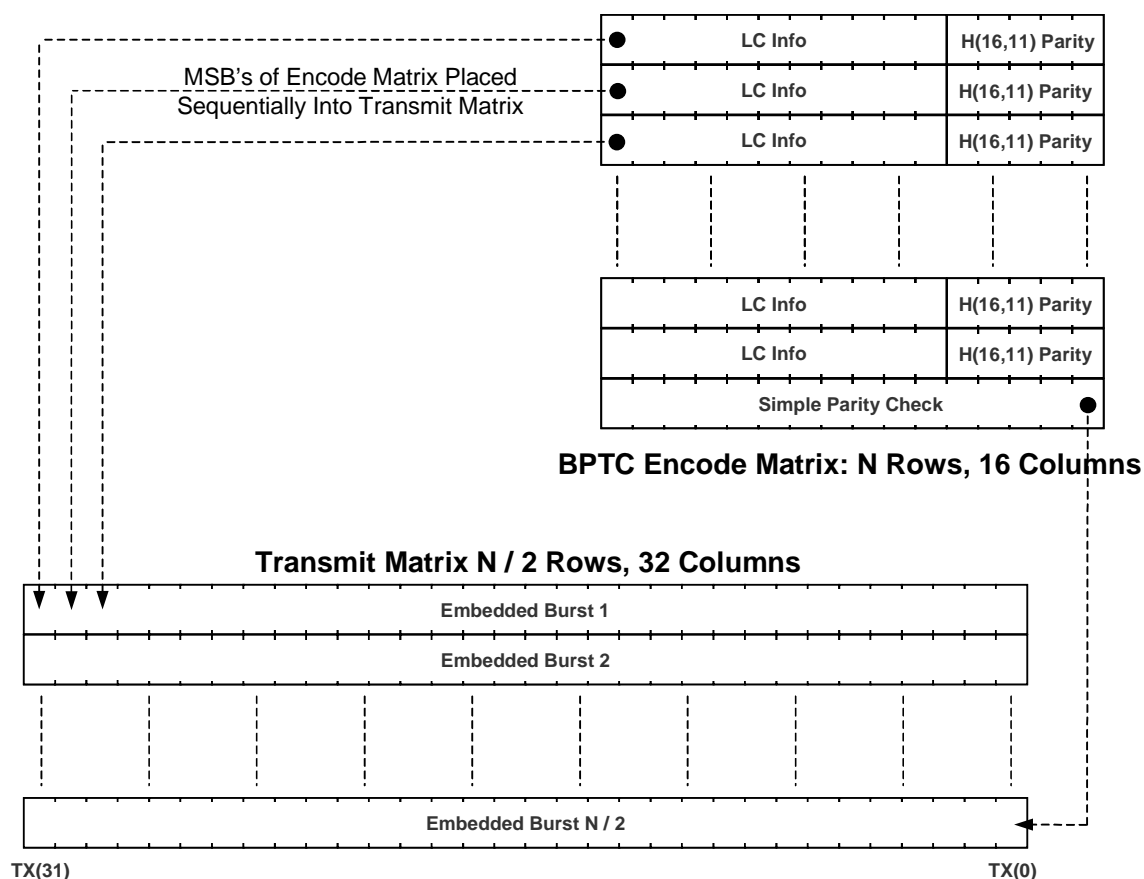 LC Info
H(16,11) Parity
MSB's of Encode Matrix Placed
Sequentially Into Transmit Matrix
LC Info
H(16,11) Parity
LC Info
H(16,11) Parity
LC Info
H(16,11) Parity
LC Info
H(16,11) Parity
Simple Parity Check
BPTC Encode Matrix: N Rows, 16 Columns
Transmit Matrix N / 2 Rows, 32 Columns
Embedded Burst 1
Embedded Burst 2
Embedded Burst N / 2
TX(31)
TX(0)